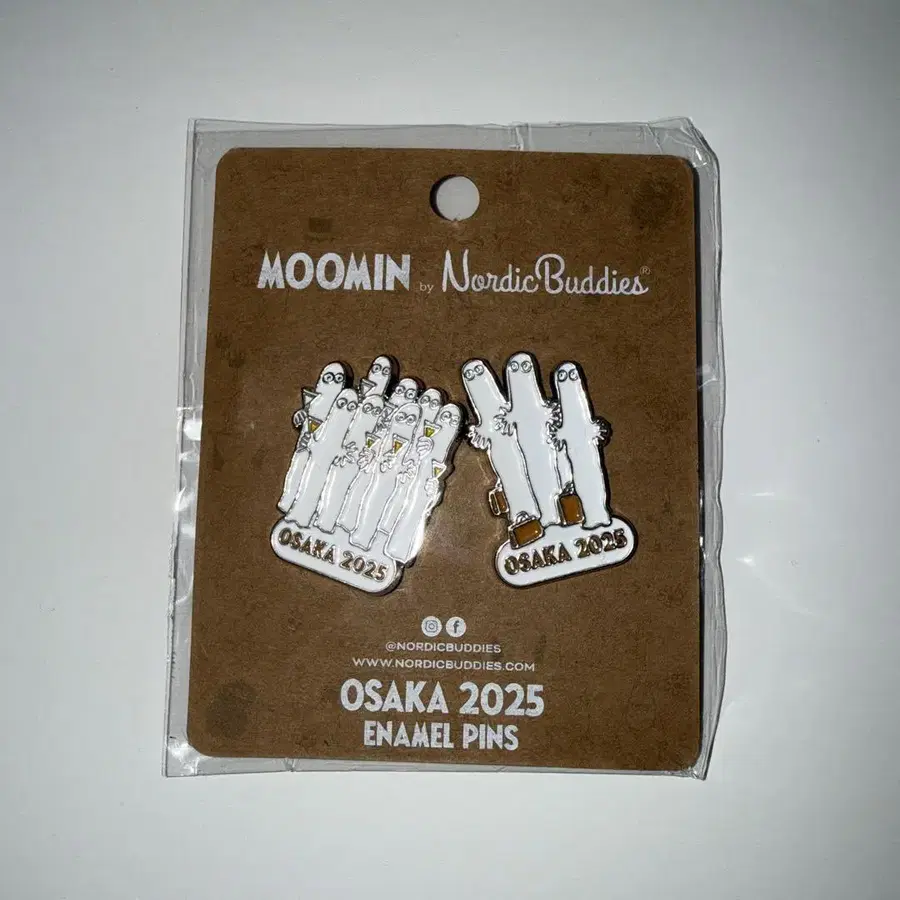 MOOMIN by NordicBuddies®
OSAKA 2025
OSAKA 2025
@NORDICBUDDIES
WWW.NORDICBUDDIES.COM
OSAKA 2025
ENAMEL PINS